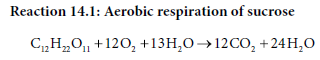 Reaction 14.1: Aerobic respiration of sucrose
C₁₂H₂₂O₁₁ +12O₂ +13H₂O→12CO₂ +24H₂O